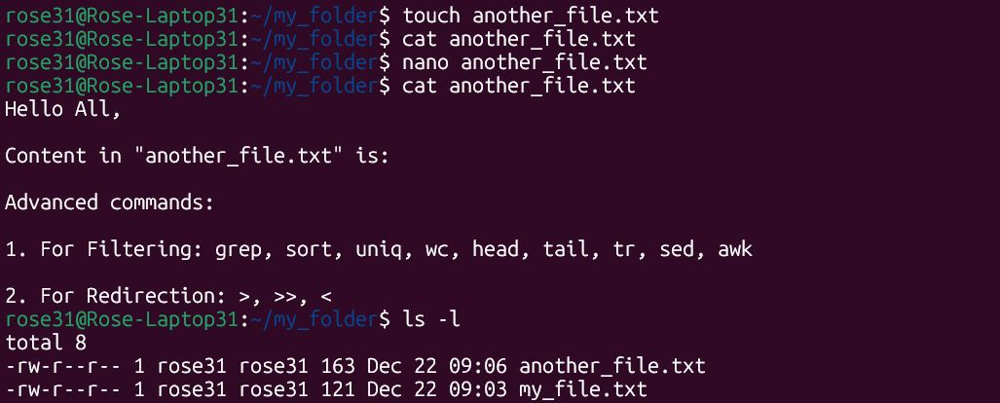 rose31@Rose-Laptop31:~/my_folder$ touch another_file.txt
rose31@Rose-Laptop31:~/my_folder$ cat another_file.txt
rose31@Rose-Laptop31:~/my_folder$ nano another_file.txt
rose31@Rose-Laptop31:~/my_folder$ cat another_file.txt
Hello All,
Content in "another_file.txt" is:
Advanced commands:
1. For Filtering: grep, sort, uniq, wc, head, tail, tr, sed, awk
2. For Redirection: >, >>, <
rose31@Rose-Laptop31:~/my_folder$ ls -l
total 8
-rw-r--r-- 1 rose31 rose31 163 Dec 22 09:06 another_file.txt
-rw-r--r-- 1 rose31 rose31 121 Dec 22 09:03 my_file.txt